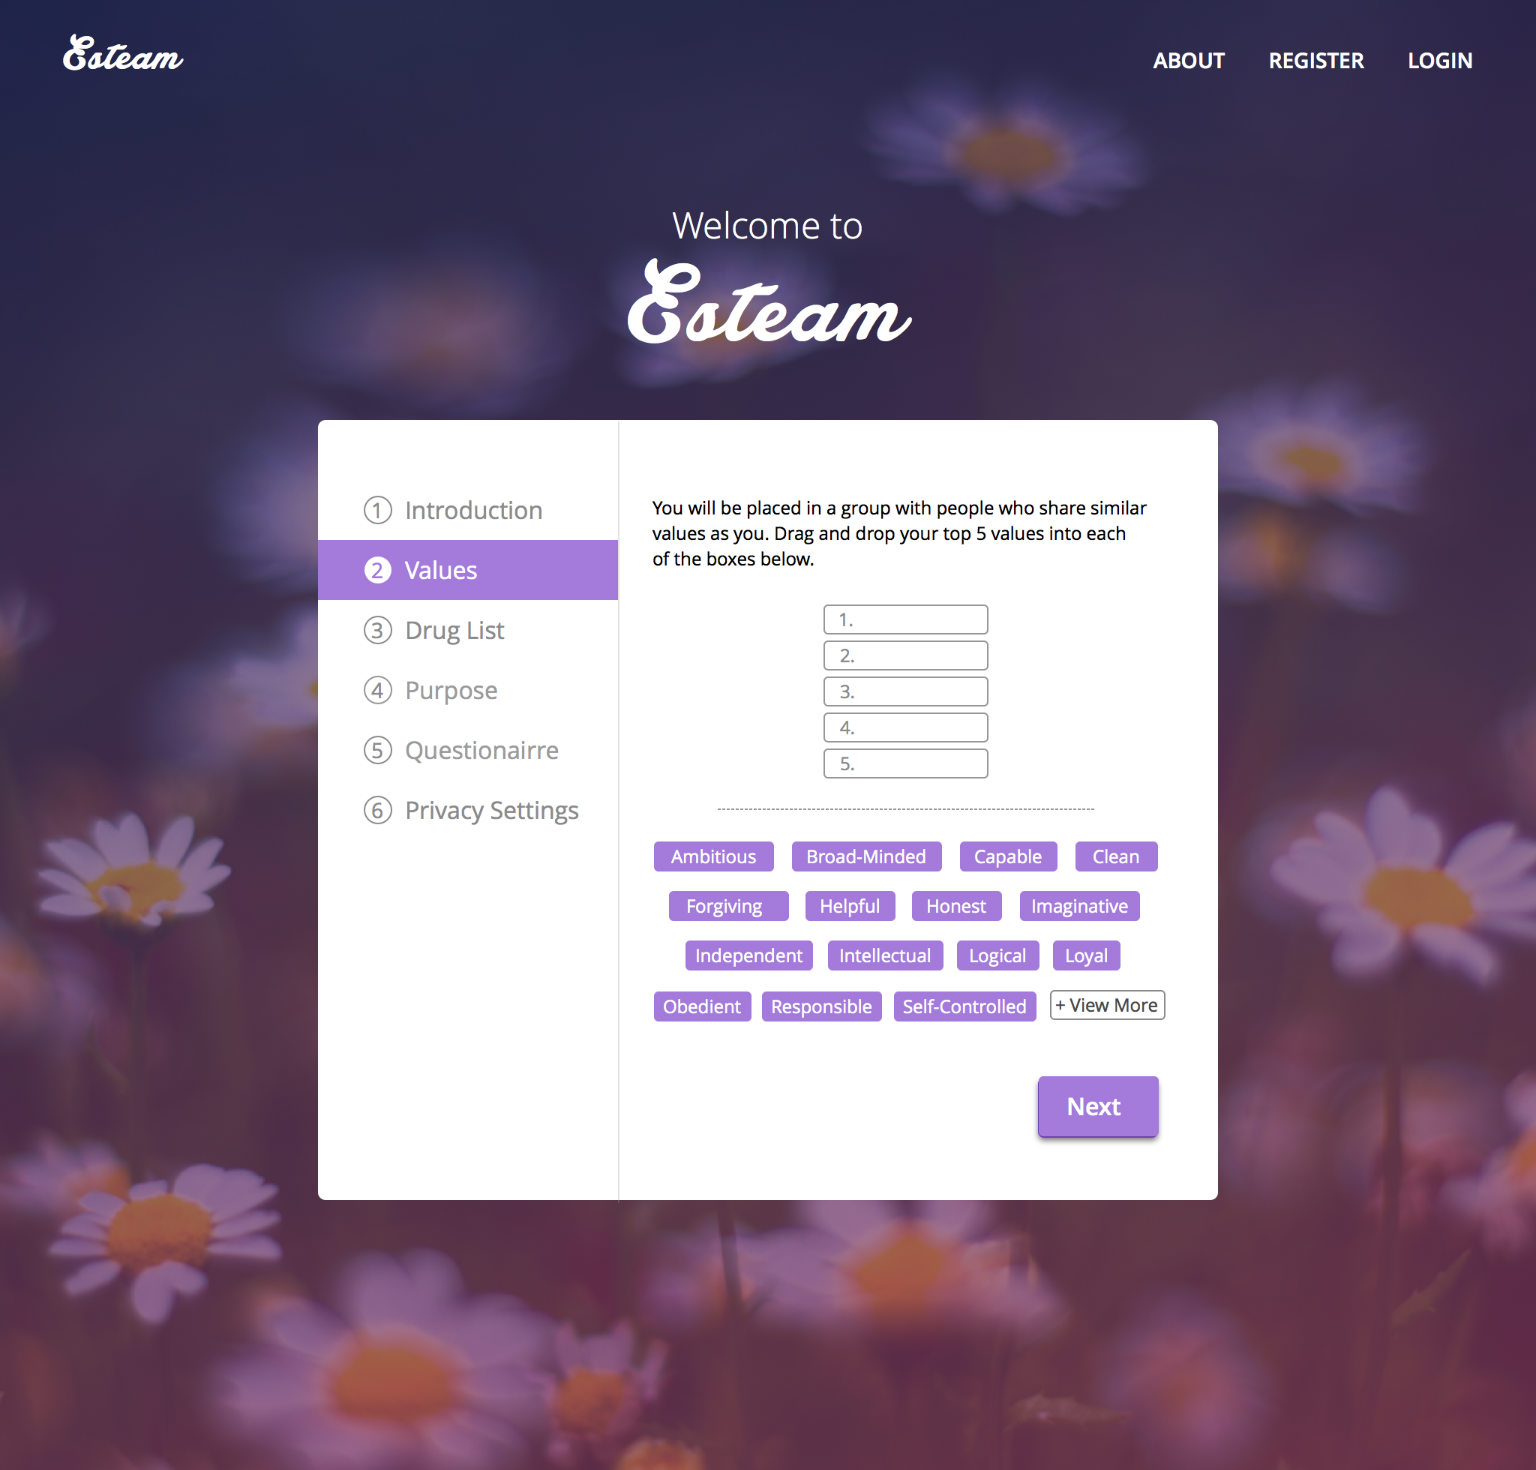 Esteam
ABOUT REGISTER LOGIN
Welcome to
Esteam
1 Introduction
2 Values
3 Drug List
4 Purpose
5 Questionairre
6 Privacy Settings
You will be placed in a group with people who share similar
values as you. Drag and drop your top 5 values into each
of the boxes below.
1.
2.
3.
4.
5.
Ambitious Broad-Minded Capable Clean
Forgiving Helpful Honest Imaginative
Independent Intellectual Logical Loyal
Obedient Responsible Self-Controlled + View More
Next